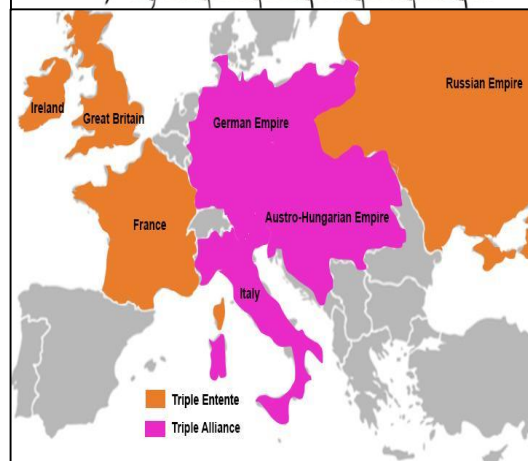 Russian Empire
Ireland
Great Britain
German Empire
Austro-Hungarian Empire
France
Italy
Triple Entente
Triple Alliance